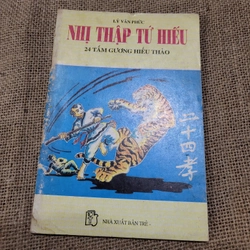 LÝ VĂN PHỨC
NHỊ THẬP TỨ HIẾU
24 TẤM GƯƠNG HIẾU THẢO
二十四孝
NHÀ XUẤT BẢN TRẺ